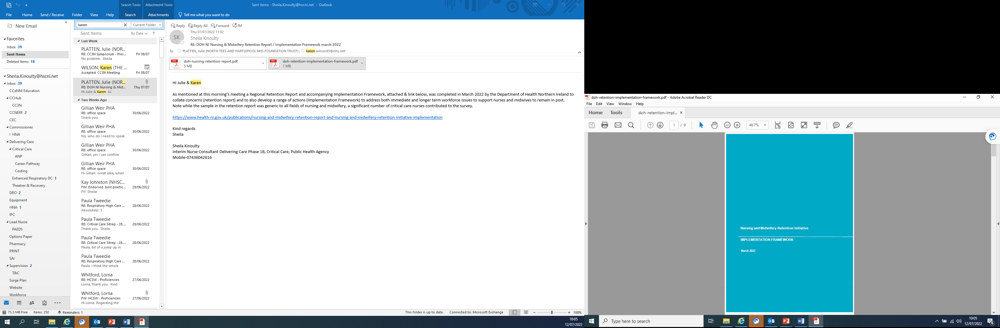 Search Tools
Attachment Tools
Sent Items - Sheila.Kinoulty@hscni.net - Outlook
File Home Send / Receive Folder View Help Search Attachments Tell me what you want to do
New Email
Favorites
Inbox 39
Sent Items
Deleted Items 18
Sheila.Kinoulty@hscni.net
Inbox 39
CCaNNI Education
CCHub
CC3N
CCNERF 2
CEC
Commissioner
HNA
Delivering Care
Critical Care
ANP
Career Pathway
Costing
Enhanced Respiratory DC 1
Theatres & Recovery
DRO 2
Equipment
HNA 1
IPC
Lead Nurse
PAEDS
Options Paper
Pharmacy
PRINT
SAI
Supervision 2
T&C
Surge Plan
Website
Workforce
karen
Current Folder
Sent Items By Date
Last Week
PLATTEN, Julie (NOR...
RE: CC3N Symposium - Pres... Fri 08/07
No problem. Sheila
WILSON, Karen (THE ...
Accepted: CC3N Meeting Fri 08/07
PLATTEN, Julie (NOR...
RE: DOH NI Nursing & Mid... Thu 07/07
Hi Julie & Karen As
Two Weeks Ago
Gillian Weir PHA
RE: office space 30/06/2022
Thank you.
Gillian Weir PHA
RE: office space 30/06/2022
No, who do I need to speak
Gillian Weir PHA
RE: office space 30/06/2022
Gillian, yes I can confirm
Gillian Weir PHA
RE: office space 30/06/2022
Hi Gillian Great idea, when
Kay Johnston (NHSC...
FW: Endorsed best practic... 29/06/2022
FYI Sheila
Paula Tweedie
RE: Respiratory High Care ... 28/06/2022
Absolutely! S
Paula Tweedie
RE: Critical Care Sitrep - 28.... 28/06/2022
Thank you. Sheila
Paula Tweedie
RE: Critical Care Sitrep - 28.... 28/06/2022
Paula, bit of a jump up in
Paula Tweedie
RE: Respiratory High Care ... 28/06/2022
Paula I think the whole
Whitford, Lorna
RE: HCSW - Proficiencies 27/06/2022
Lorna, thank you. Kind
Whitford, Lorna
FW: HCSW - Proficiencies 27/06/2022
Hi Lorna Regarding the
Reply Reply All Forward IM
Thu 07/07/2022 11:02
SK
Sheila Kinoulty
RE: DOH NI Nursing & Midwifery Retention Report / Implementation Framework march 2022
To 'PLATTEN, Julie (NORTH TEES AND HARTLEPOOL NHS FOUNDATION TRUST)'; 'karen.wilson93@nhs.net'
PDF doh-nursing-retention-report.pdf
5 MB
PDF doh-retention-implementation-framework.pdf
1 MB
Hi Julie & Karen
As mentioned at this morning's meeting a Regional Retention Report and accompanying Implementation Framework, attached & link below, was completed in March 2022 by the Department of Health Northern Ireland to
collate concerns (retention report) and to also develop a range of actions (Implementation Framework) to address both immediate and longer term workforce issues to support nurses and midwives to remain in post.
Note while the sample in the retention report was generic to all fields of nursing and midwifery, a significant number of critical care nurses contributed to the survey.
https://www.health-ni.gov.uk/publications/nursing-and-midwifery-retention-report-and-nursing-and-midwifery-retention-initiative-implementation
Kind regards
Sheila
Sheila Kinoulty
Interim Nurse Consultant Delivering Care Phase 1B, Critical Care, Public Health Agency
Mobile-07436042616
75.3 MB Free Items: 250 Reminders: 1
This folder is up to date. Connected to: Microsoft Exchange 100%
10:05
12/07/2022
doh-retention-implementation-framework.pdf - Adobe Acrobat Reader DC
File Edit View Window Help
Home Tools doh-retention-impl...
1 / 9 46.7%
Nursing and Midwifery Retention Initiative
IMPLEMENTATION FRAMEWORK
March 2022
Type here to search
10:05
12/07/2022
6